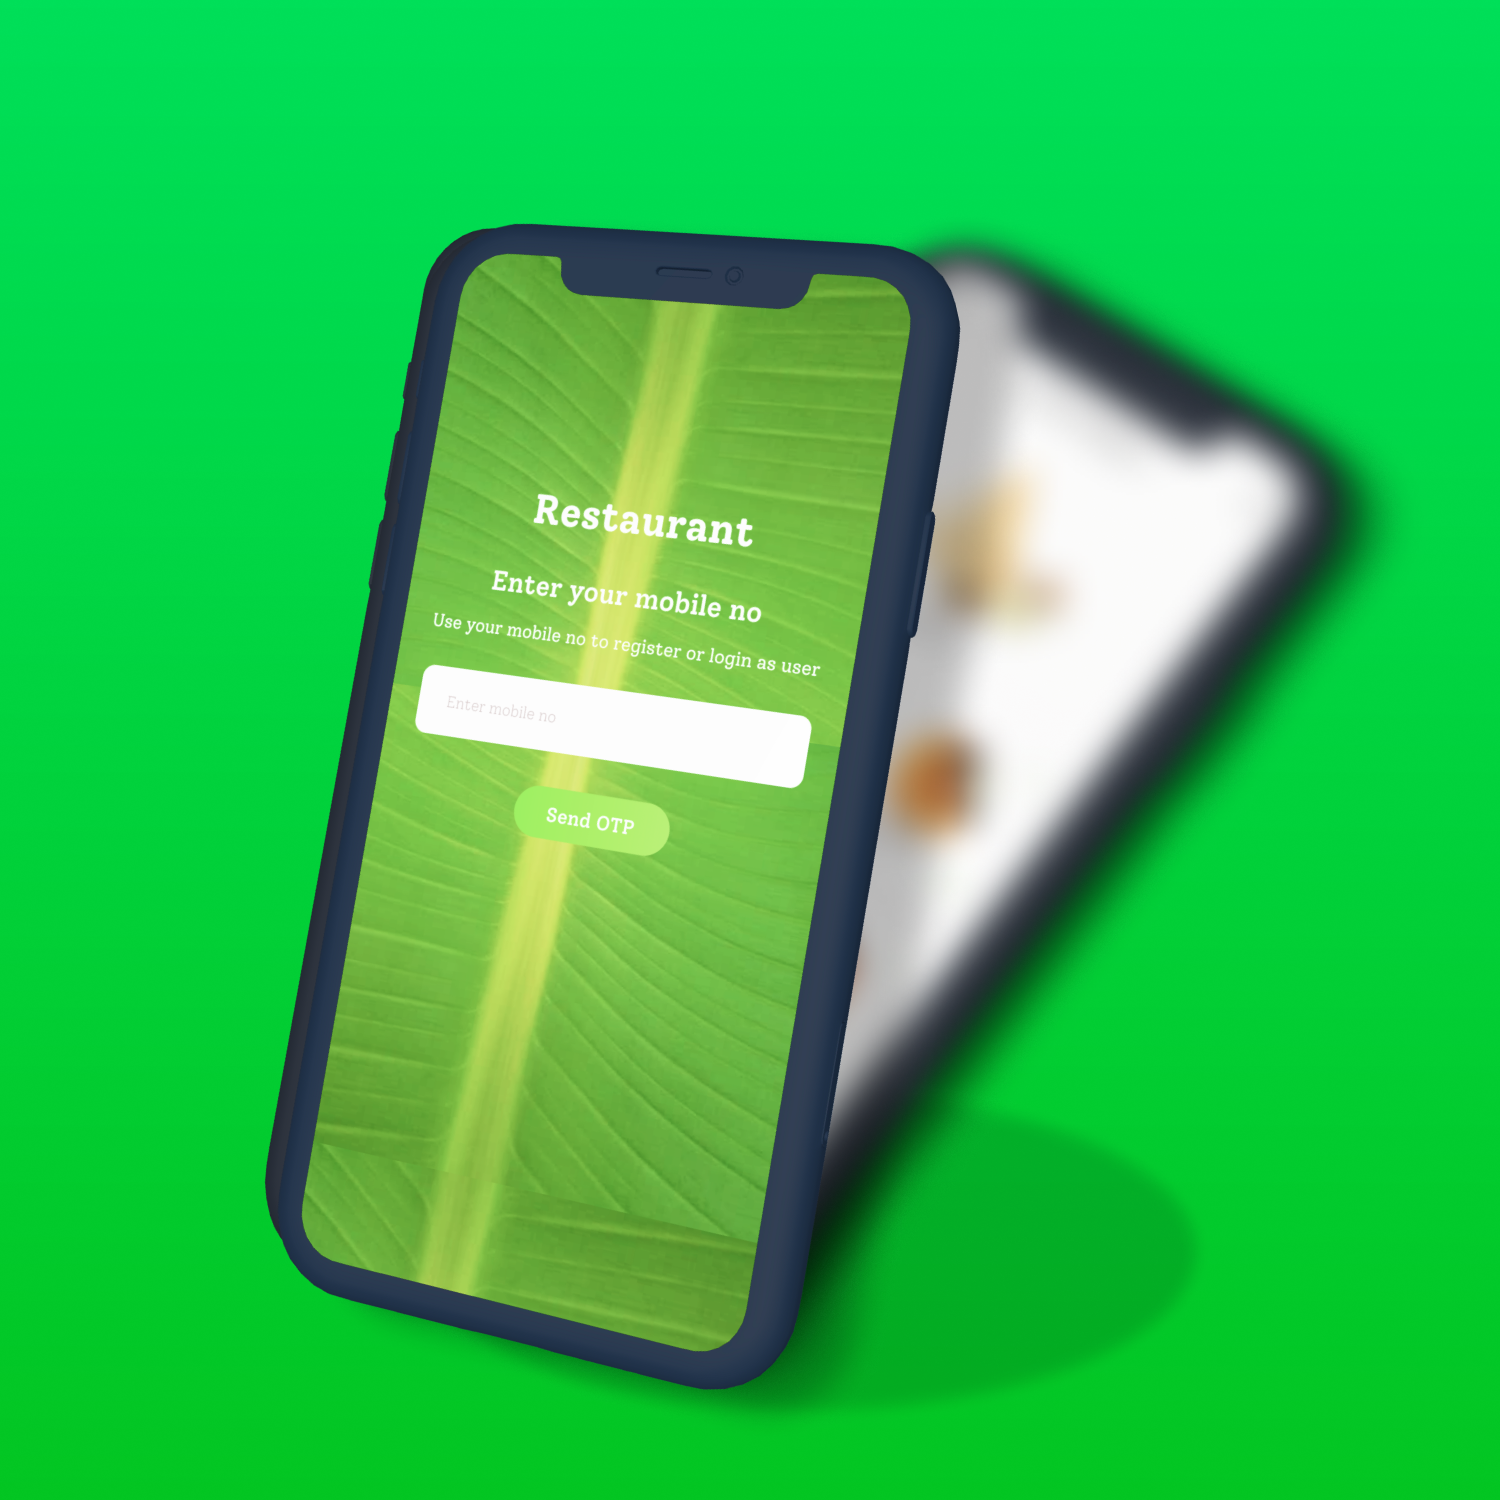 Restaurant
Enter your mobile no
Use your mobile no to register or login as user
Enter mobile no
Send OTP